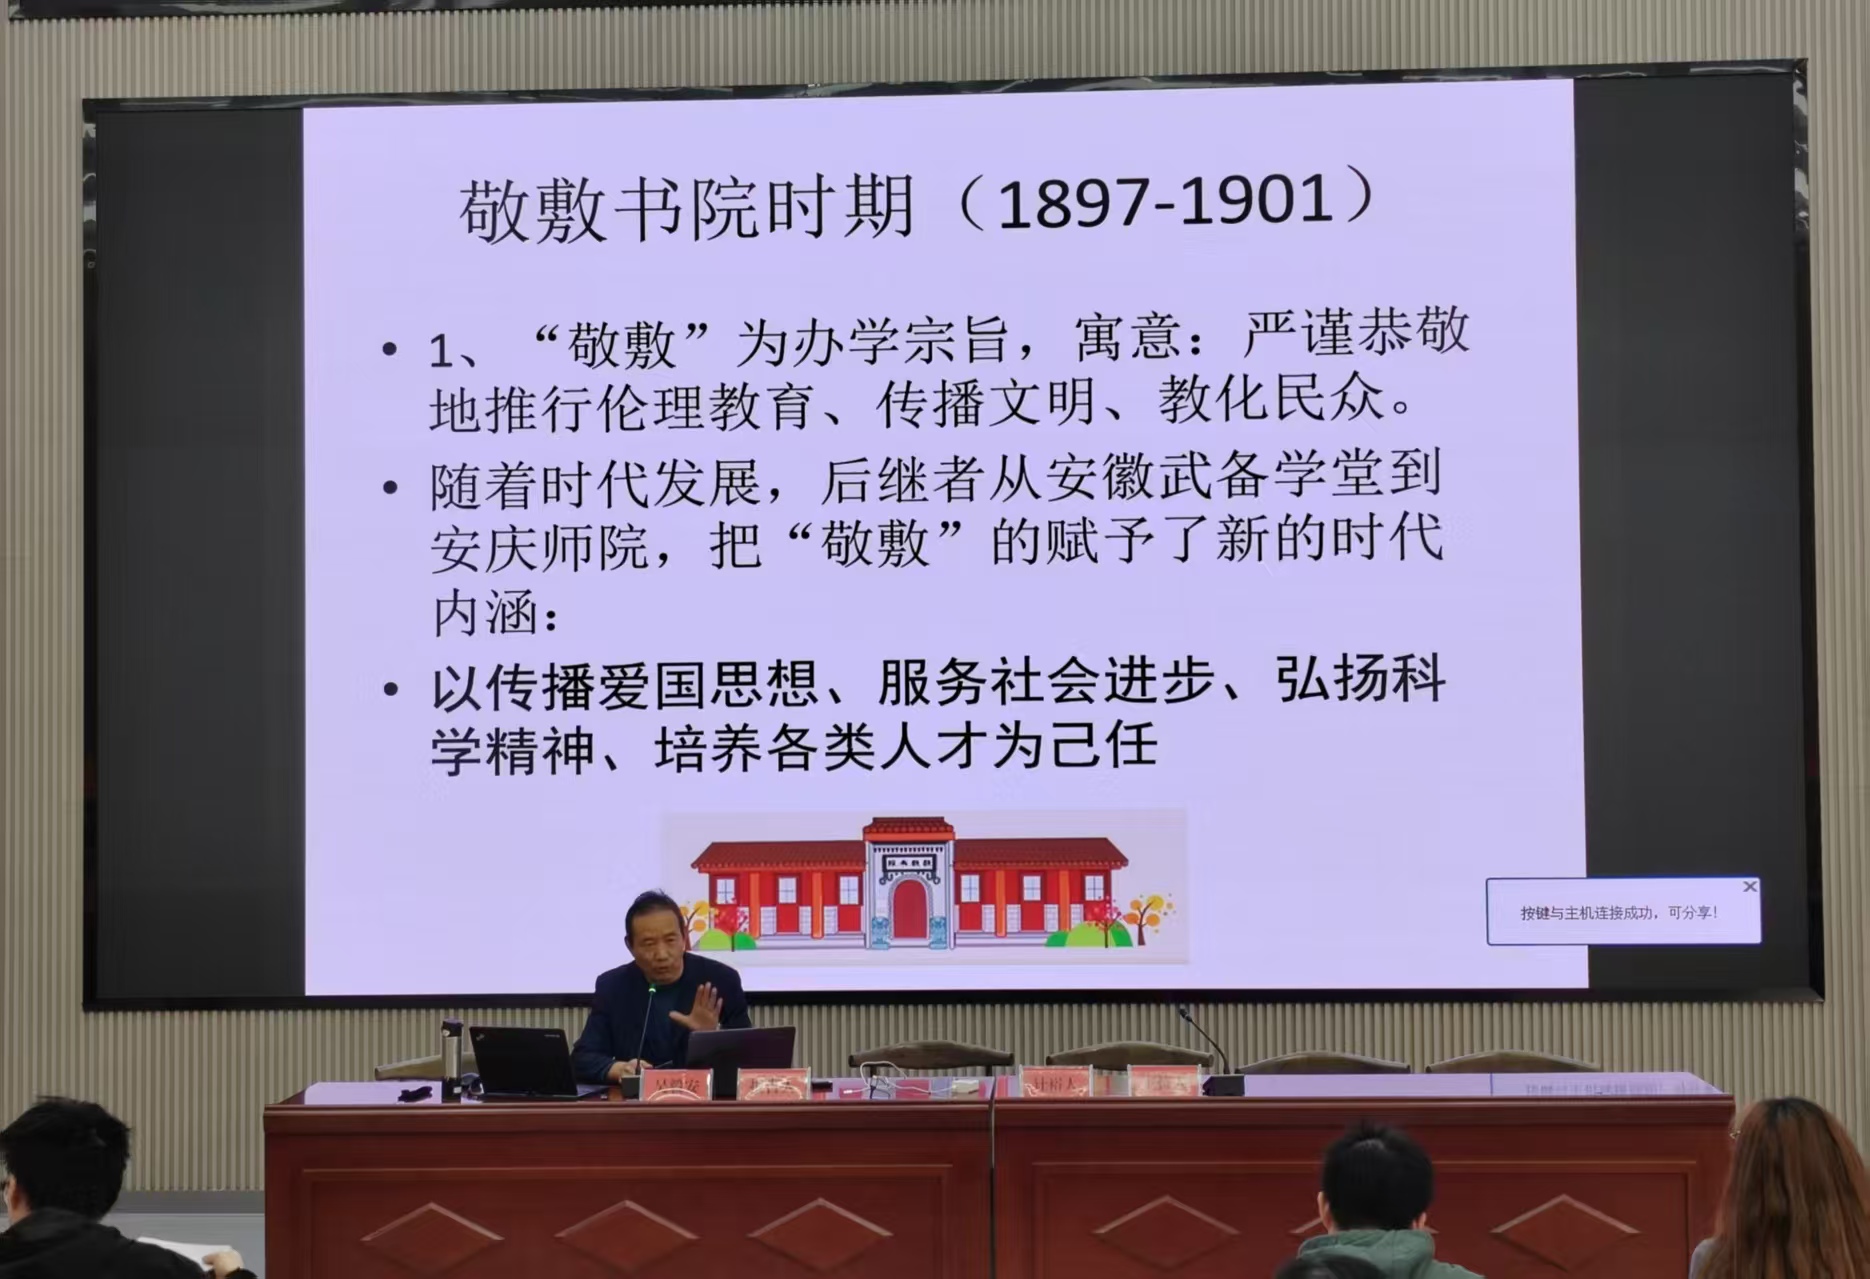 敬敷书院时期（1897-1901）
• 1、“敬敷”为办学宗旨，寓意：严谨恭敬
地推行伦理教育、传播文明、教化民众。
• 随着时代发展，后继者从安徽武备学堂到
安庆师院，把“敬敷”的赋予了新的时代
内涵：
• 以传播爱国思想、服务社会进步、弘扬科
学精神、培养各类人才为己任
按键与主机连接成功，可分享！